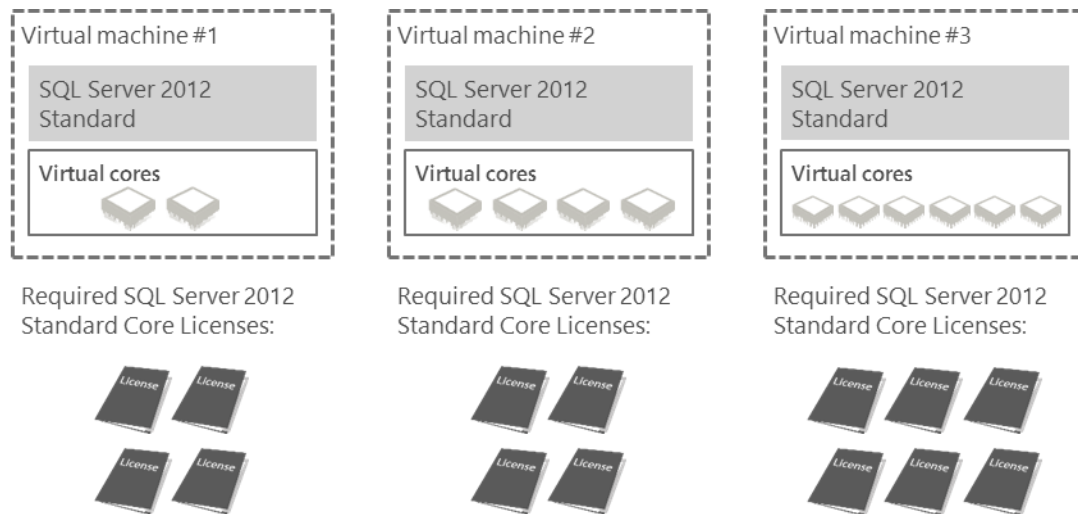 Virtual machine #1
SQL Server 2012
Standard
Virtual cores
Required SQL Server 2012
Standard Core Licenses:
License License
License License
Virtual machine #2
SQL Server 2012
Standard
Virtual cores
Required SQL Server 2012
Standard Core Licenses:
License License
License License
Virtual machine #3
SQL Server 2012
Standard
Virtual cores
Required SQL Server 2012
Standard Core Licenses:
License License License
License License License